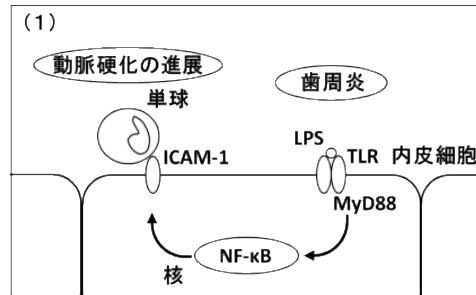 (1)
動脈硬化の進展
歯周炎
単球
LPS
ICAM-1
TLR 内皮細胞
MyD88
NF-κB
核